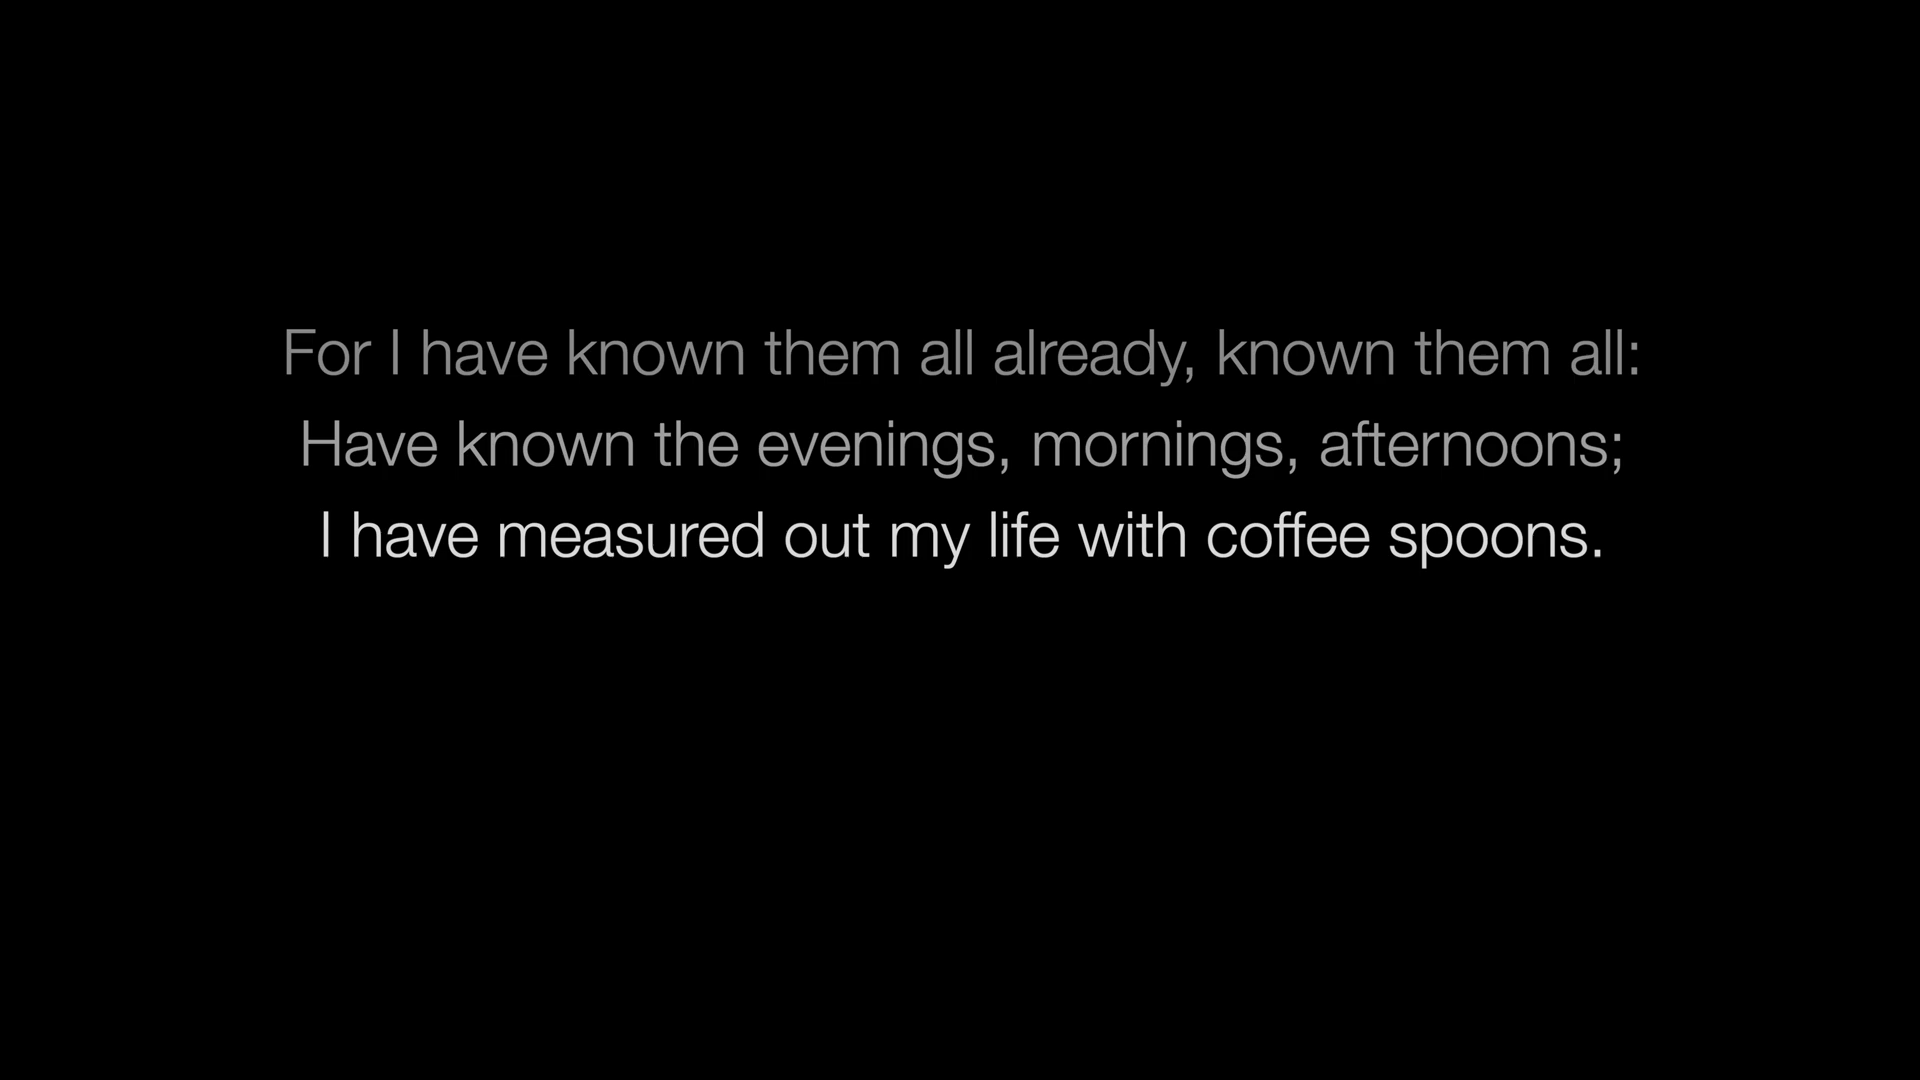 For I have known them all already, known them all:
Have known the evenings, mornings, afternoons;
I have measured out my life with coffee spoons.